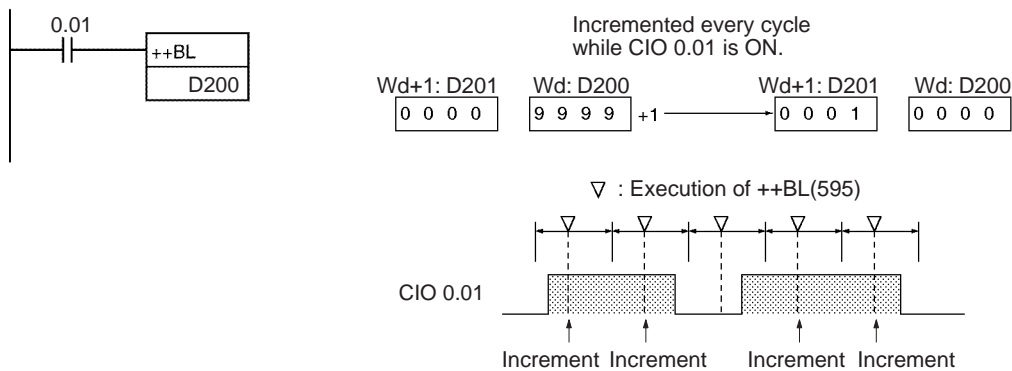 0.01
++BL
D200
Incremented every cycle
while CIO 0.01 is ON.
Wd+1: D201 Wd: D200 Wd+1: D201 Wd: D200
0 0 0 0 9 9 9 9 +1 0 0 0 1 0 0 0 0
▽ : Execution of ++BL(595)
CIO 0.01
Increment Increment Increment Increment